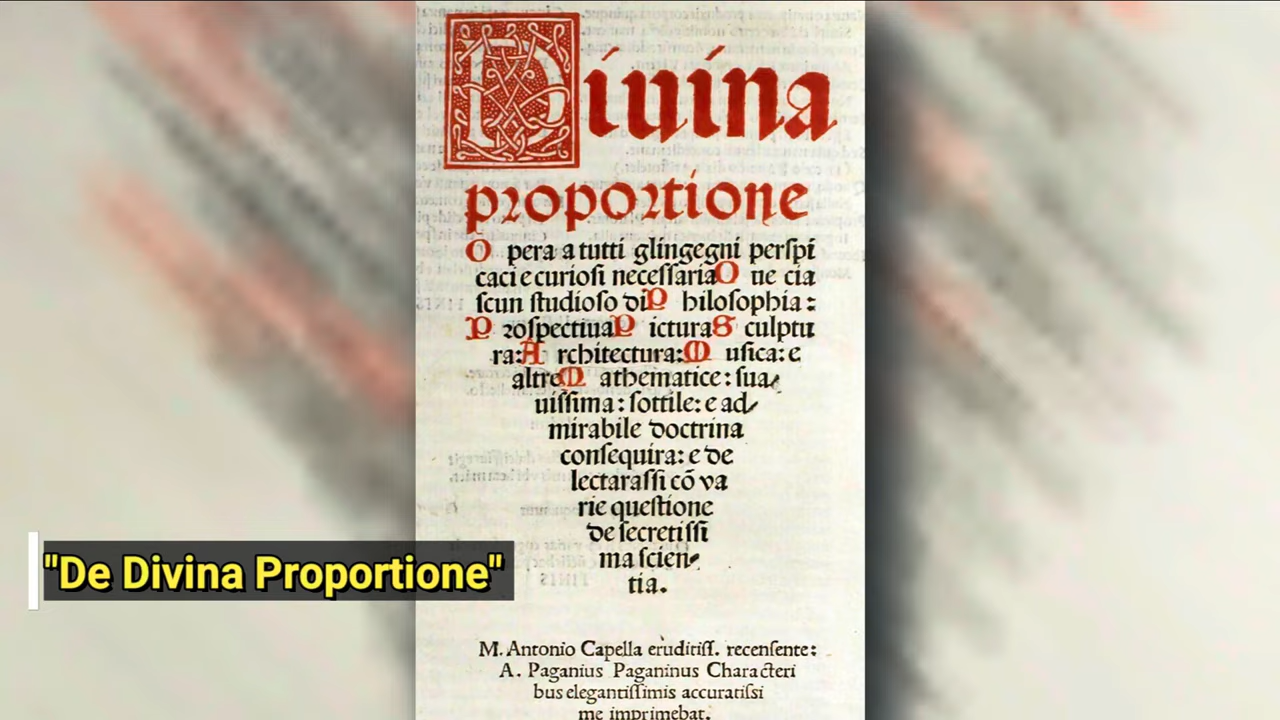 Diuina
proportione
O pera a tutti glingegni perſpi
caci e curioſi neceſſaria O ue cia
ſcun ſtudioſo di P hiloſophia:
P roſpectiua P ictura S culptu
ra: A rchitectura: M uſica: e
altre M athematice: ſua
uiſſima: ſottile: e ad
mirabile doctrina
conſequira: e de
lectaraſſi cō va
rie queſtione
de ſecretiſſi
ma ſcien
tia.
"De Divina Proportione"
M. Antonio Capella eruditiſſ. recenſente:
A. Paganius Paganinus Characteri
bus elegantiſſimis accuratiſſi
me imprimebat.